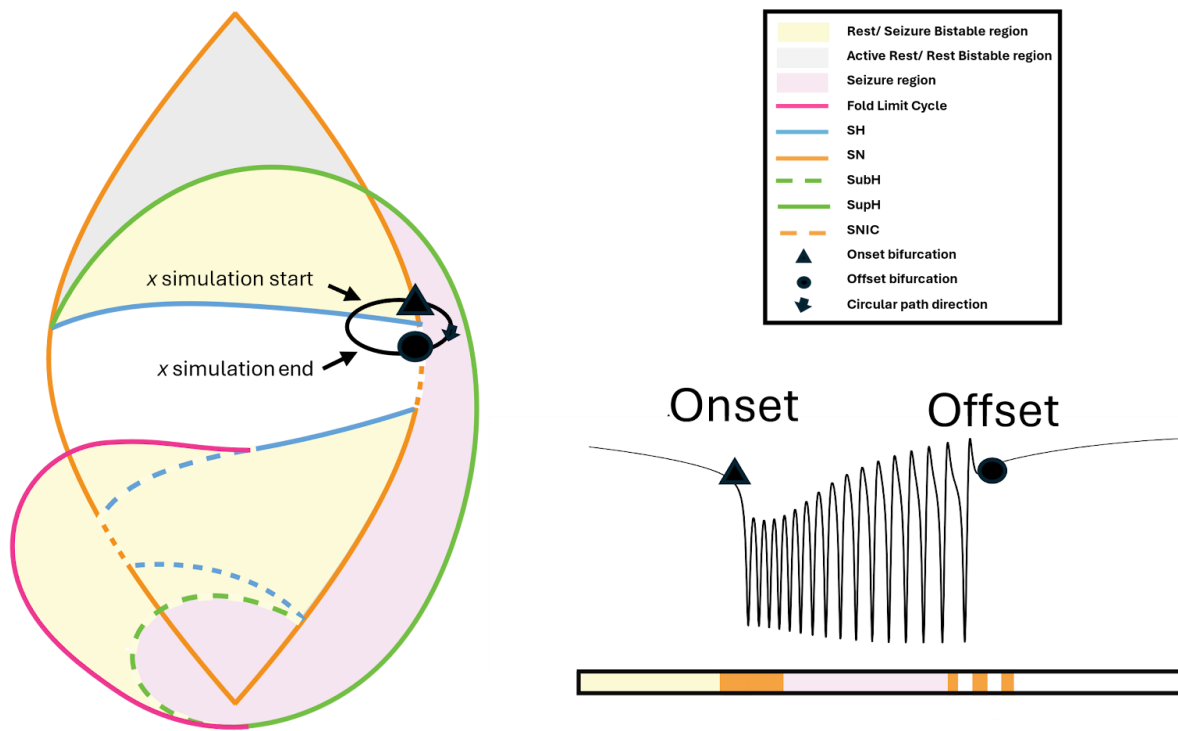 x simulation start
x simulation end
Rest/ Seizure Bistable region
Active Rest/ Rest Bistable region
Seizure region
Fold Limit Cycle
SH
SN
SubH
SupH
SNIC
Onset bifurcation
Offset bifurcation
Circular path direction
Onset
Offset